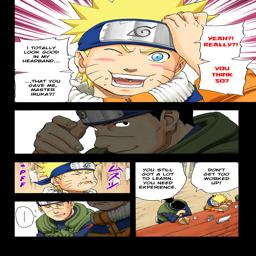 YEAH?!
REALLY?!
YOU
THINK
SO?
I TOTALLY
LOOK GOOD
IN MY
HEADBAND...
...THAT
YOU GAVE
ME, MASTER
IRUKA?!
PFF
DON'T GET
TOO
WORKED
UP!
YOU STILL
GOT A LOT
TO LEARN.
YOU NEED
EXPERIENCE.